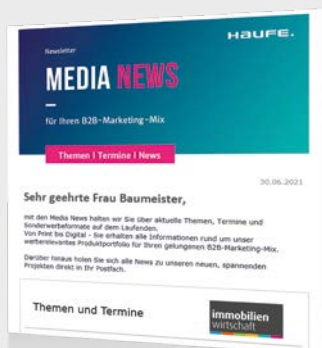 Newsletter
HAUFE.
MEDIA NEWS
für Ihren B2B-Marketing-Mix
Themen I Termine I News
30.06.2021
Sehr geehrte Frau Baumeister,
mit den Media News halten wir Sie über aktuelle Themen, Termine und
Sonderwerbeformate auf dem Laufenden.
Von Print bis Digital - Sie erhalten alle Informationen rund um unser
werberelevantes Produktportfolio für Ihren gelungenen B2B-Marketing-Mix.
Darüber hinaus holen Sie sich alle News zu unseren neuen, spannenden
Projekten direkt in Ihr Postfach.
Themen und Termine
immobilien
wirtschaft